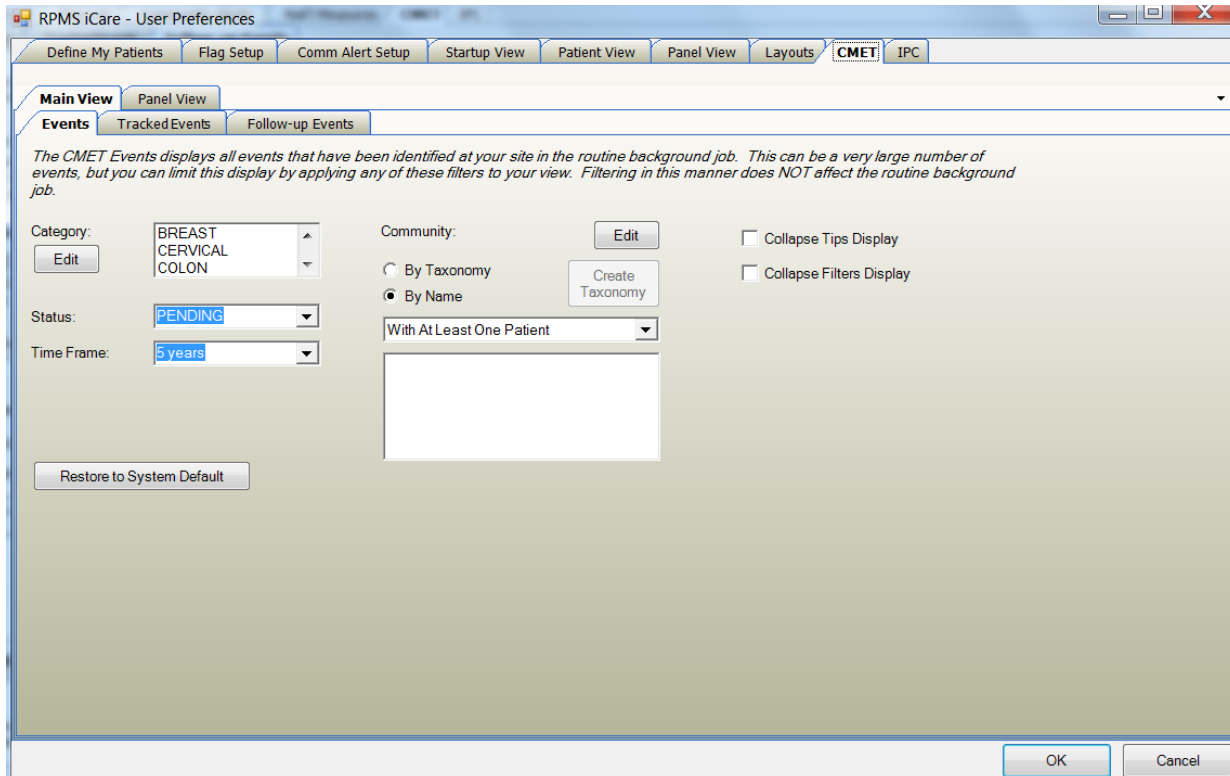 RPMS iCare - User Preferences
Define My Patients Flag Setup Comm Alert Setup Startup View Patient View Panel View Layouts CMET IPC
Main View Panel View
Events Tracked Events Follow-up Events
The CMET Events displays all events that have been identified at your site in the routine background job. This can be a very large number of
events, but you can limit this display by applying any of these filters to your view. Filtering in this manner does NOT affect the routine background
job.
Category:
Edit
BREAST
CERVICAL
COLON
Status: PENDING
Time Frame: 5 years
Restore to System Default
Community: Edit
By Taxonomy
By Name
Create
Taxonomy
With At Least One Patient
Collapse Tips Display
Collapse Filters Display
OK Cancel